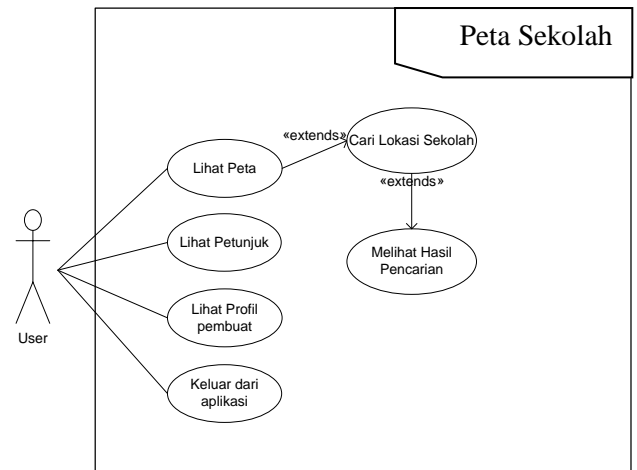 Peta Sekolah
«extends»
Cari Lokasi Sekolah
Lihat Peta
«extends»
Lihat Petunjuk
Melihat Hasil
Pencarian
Lihat Profil
pembuat
User
Keluar dari
aplikasi